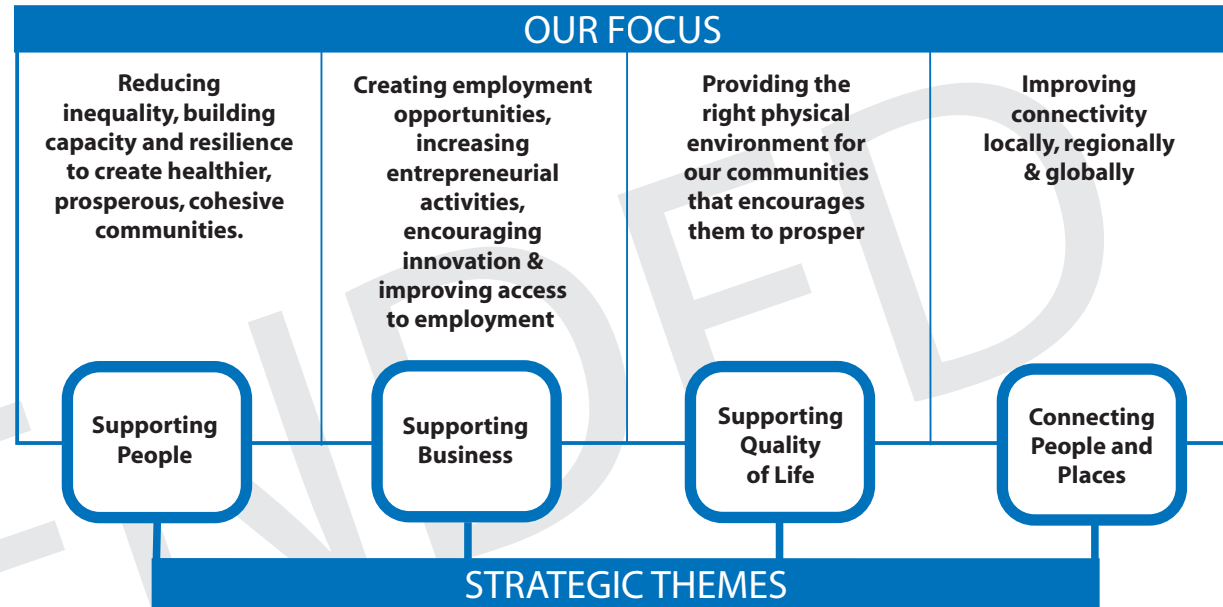 OUR FOCUS
Reducing
inequality, building
capacity and resilience
to create healthier,
prosperous, cohesive
communities.
Creating employment
opportunities,
increasing
entrepreneurial
activities,
encouraging
innovation &
improving access
to employment
Providing the
right physical
environment for
our communities
that encourages
them to prosper
Improving
connectivity
locally, regionally
& globally
Supporting
People
Supporting
Business
Supporting
Quality
of Life
Connecting
People and
Places
STRATEGIC THEMES
ENDED